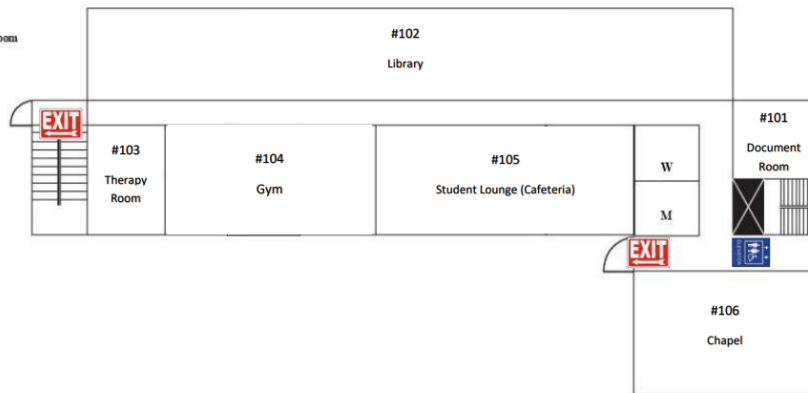 oom
#102
Library
EXIT
#101
Document
Room
#103
Therapy
Room
#104
Gym
#105
Student Lounge (Cafeteria)
W
M
EXIT
ELEVATOR
#106
Chapel